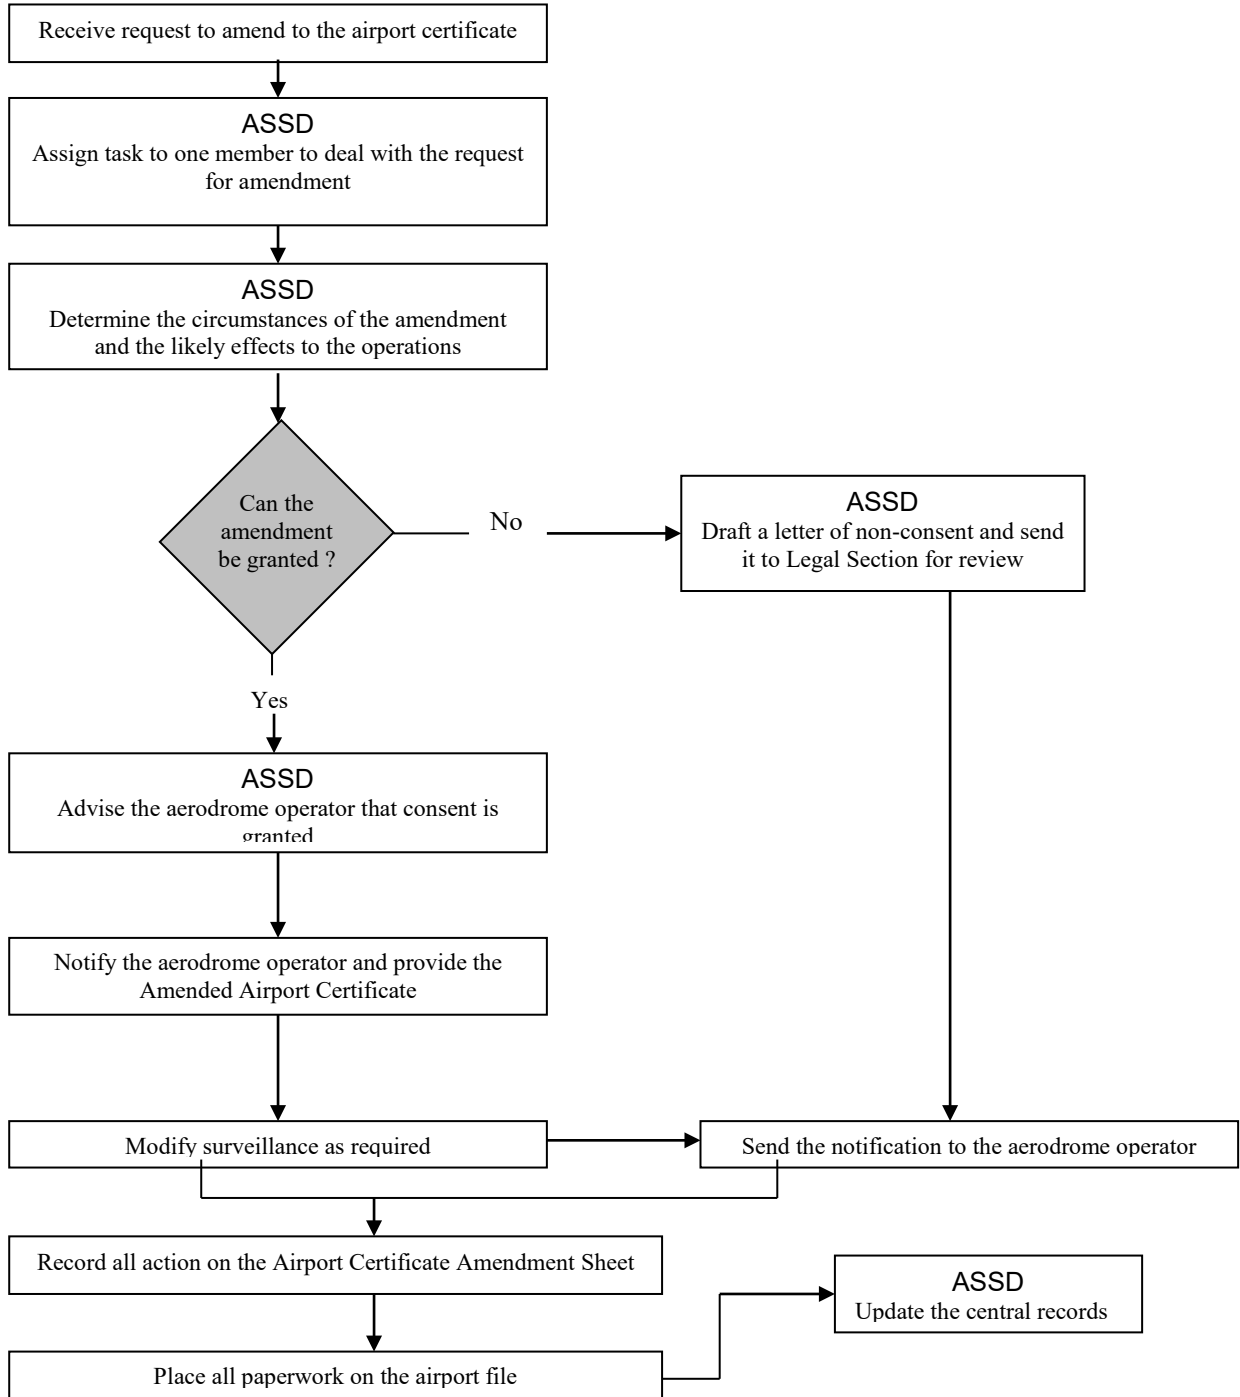 Receive request to amend to the airport certificate
ASSD
Assign task to one member to deal with the request
for amendment
ASSD
Determine the circumstances of the amendment
and the likely effects to the operations
Can the
amendment
be granted ?
No
ASSD
Draft a letter of non-consent and send
it to Legal Section for review
Yes
ASSD
Advise the aerodrome operator that consent is
granted
Notify the aerodrome operator and provide the
Amended Airport Certificate
Modify surveillance as required
Send the notification to the aerodrome operator
Record all action on the Airport Certificate Amendment Sheet
ASSD
Update the central records
Place all paperwork on the airport file